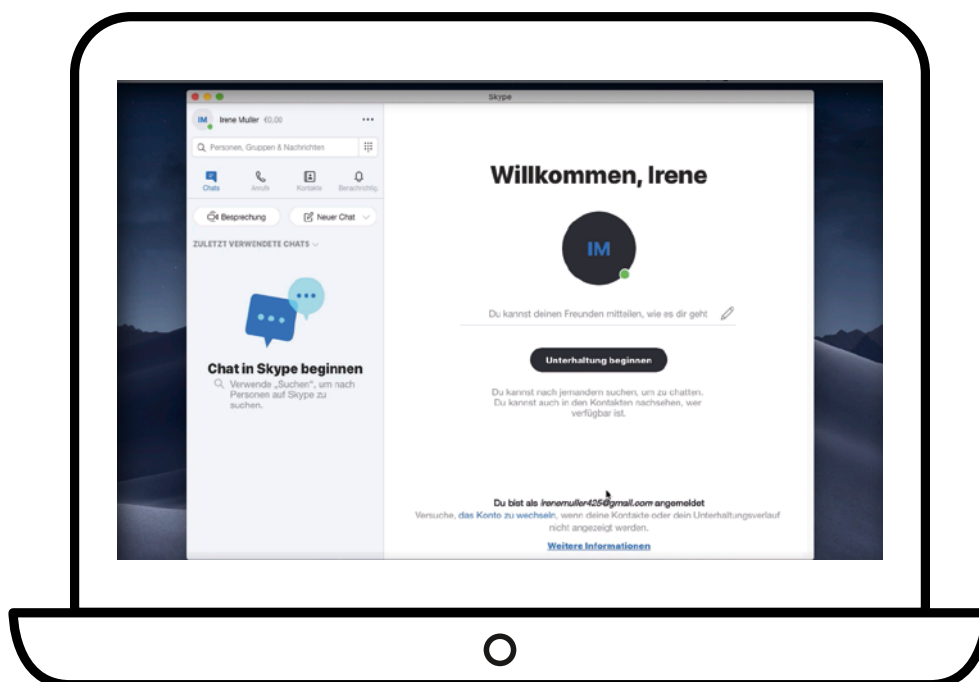 Skype
IM Irene Muller €0,00
Personen, Gruppen & Nachrichten
Chats Anrufe Kontakte Benachrichtig.
Besprechung Neuer Chat
ZULETZT VERWENDETE CHATS
Chat in Skype beginnen
Verwende „Suchen“, um nach
Personen auf Skype zu
suchen.
Willkommen, Irene
IM
Du kannst deinen Freunden mitteilen, wie es dir geht
Unterhaltung beginnen
Du kannst nach jemandem suchen, um zu chatten.
Du kannst auch in den Kontakten nachsehen, wer
verfügbar ist.
Du bist als irenemuller425@gmail.com angemeldet
Versuche, das Konto zu wechseln, wenn deine Kontakte oder dein Unterhaltungsverlauf
nicht angezeigt werden.
Weitere Informationen